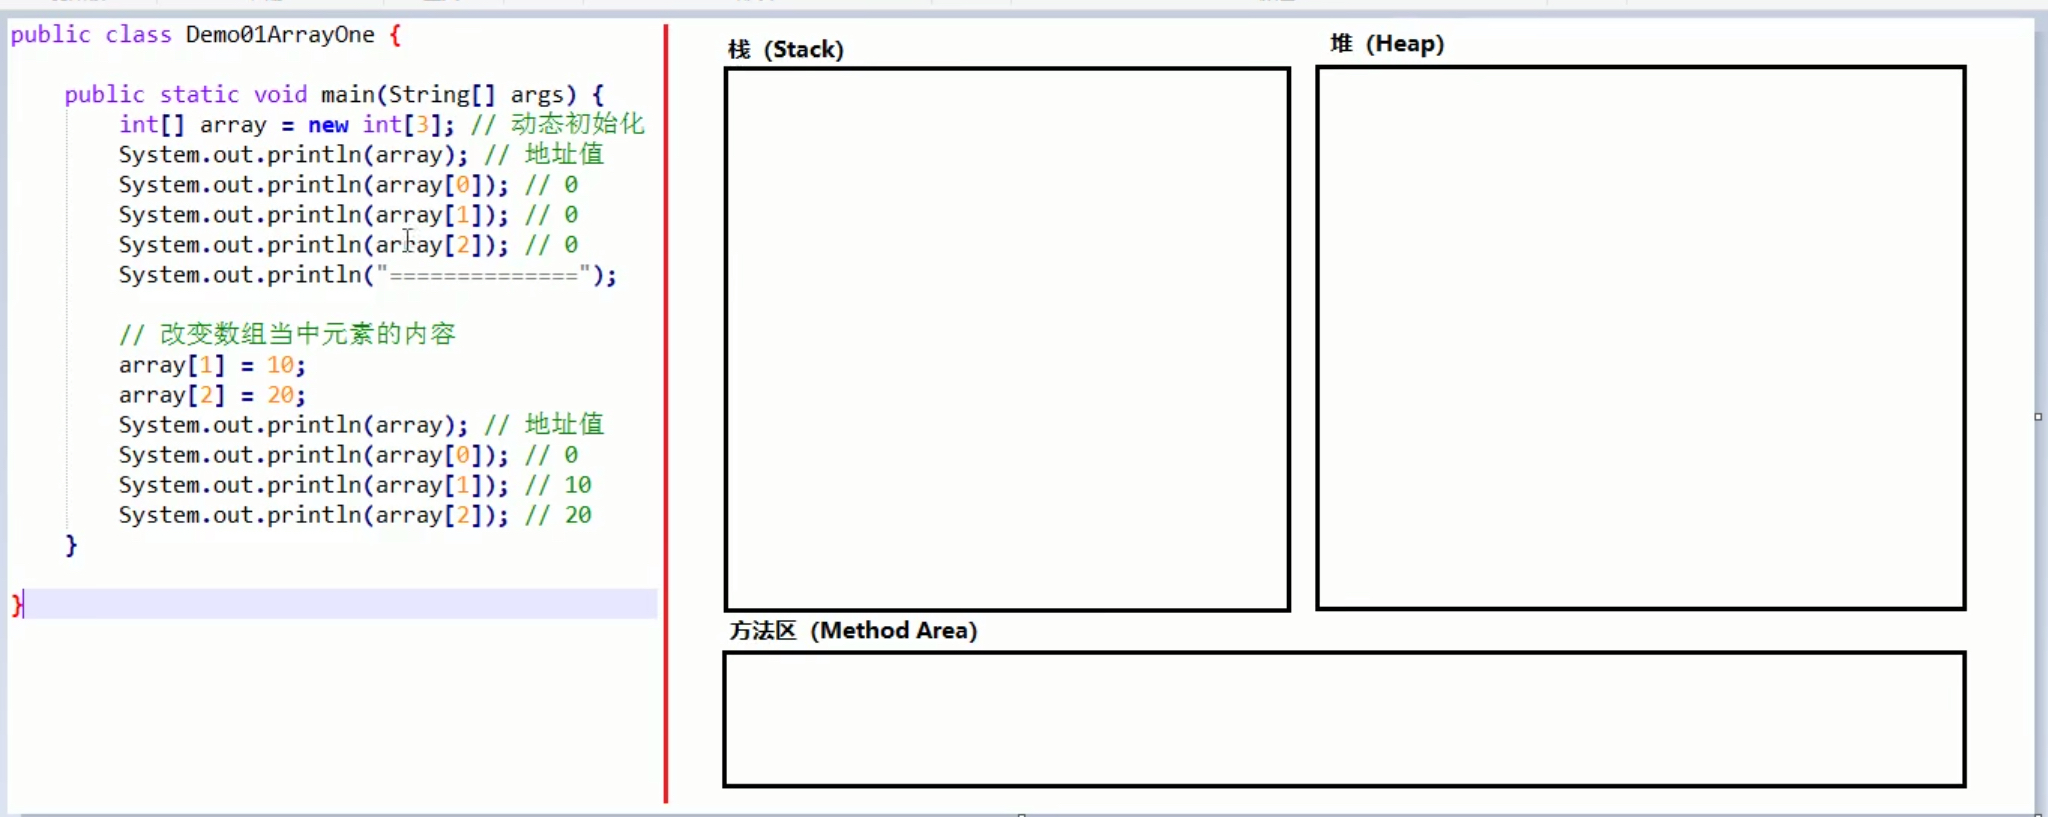 public class Demo01ArrayOne {
public static void main(String[] args) {
int[] array = new int[3]; // 动态初始化
System.out.println(array); // 地址值
System.out.println(array[0]); // 0
System.out.println(array[1]); // 0
System.out.println(array[2]); // 0
System.out.println("==============");
// 改变数组当中元素的内容
array[1] = 10;
array[2] = 20;
System.out.println(array); // 地址值
System.out.println(array[0]); // 0
System.out.println(array[1]); // 10
System.out.println(array[2]); // 20
}
}
栈 (Stack)
堆 (Heap)
方法区 (Method Area)